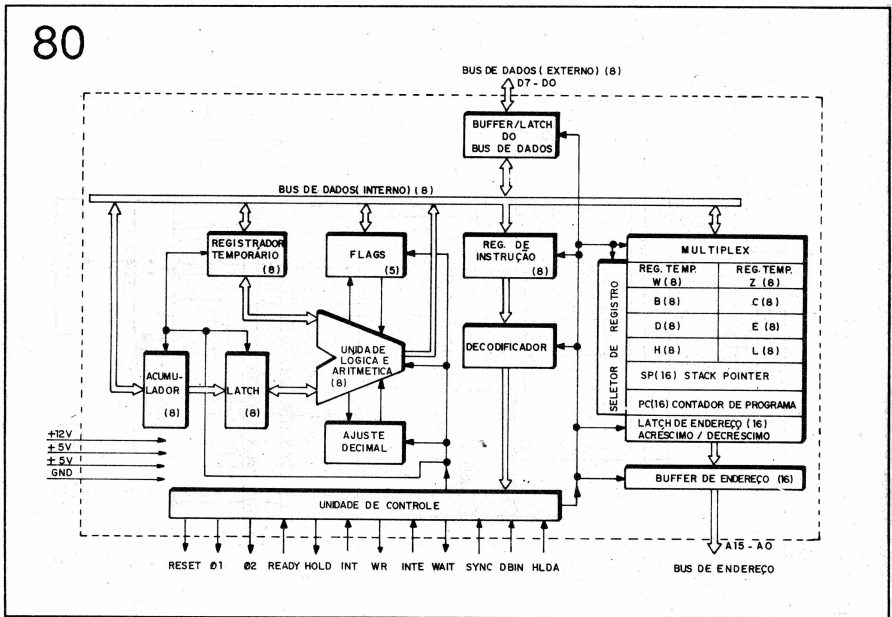 80
BUS DE DADOS (EXTERNO) (8)
D7 - D0
BUFFER/LATCH
DO
BUS DE DADOS
BUS DE DADOS (INTERNO) (8)
REGISTRADOR
TEMPORÁRIO
(8)
FLAGS
(5)
REG. DE
INSTRUÇÃO
(8)
MULTIPLEX
SELETOR DE REGISTRO
REG. TEMP.
W (8)
REG. TEMP.
Z (8)
B (8)
C (8)
D (8)
E (8)
H (8)
L (8)
SP (16) STACK POINTER
PC (16) CONTADOR DE PROGRAMA
LATCH DE ENDEREÇO (16)
ACRÉSCIMO / DECRÉSCIMO
UNIDADE
LOGICA E
ARITMÉTICA
(8)
DECODIFICADOR
ACUMU-
LADOR
(8)
LATCH
(8)
AJUSTE
DECIMAL
+12V
+5V
+5V
GND
BUFFER DE ENDEREÇO (16)
UNIDADE DE CONTROLE
A15 - A0
BUS DE ENDEREÇO
RESET Ø1 Ø2 READY HOLD INT WR INTE WAIT SYNC DBIN HLDA